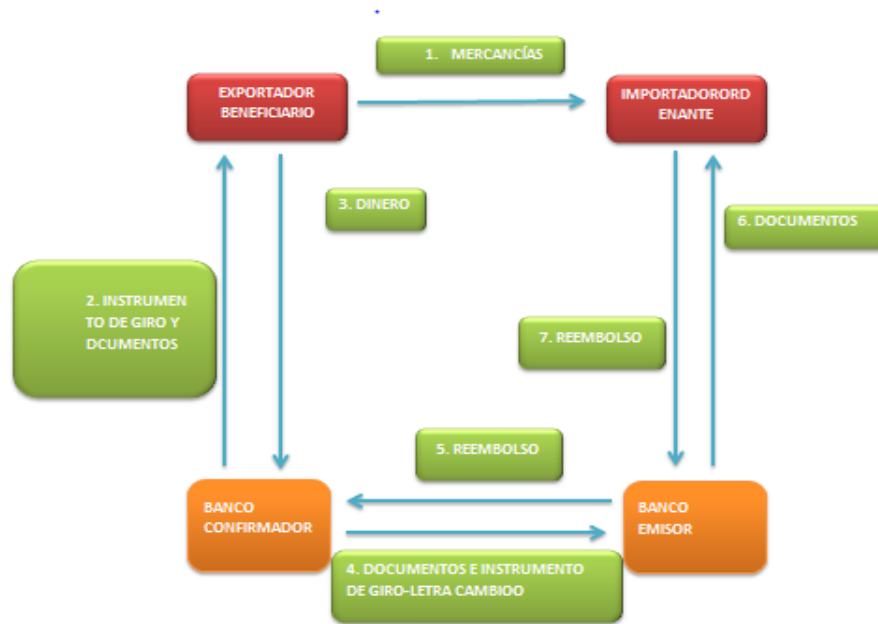 1. MERCANCÍAS
EXPORTADOR
BENEFICIARIO
IMPORTADORORD
ENANTE
3. DINERO
6. DOCUMENTOS
2. INSTRUMEN
TO DE GIRO Y
DCUMENTOS
7. REEMBOLSO
5. REEMBOLSO
BANCO
CONFIRMADOR
BANCO
EMISOR
4. DOCUMENTOS E INSTRUMENTO
DE GIRO-LETRA CAMBIOO